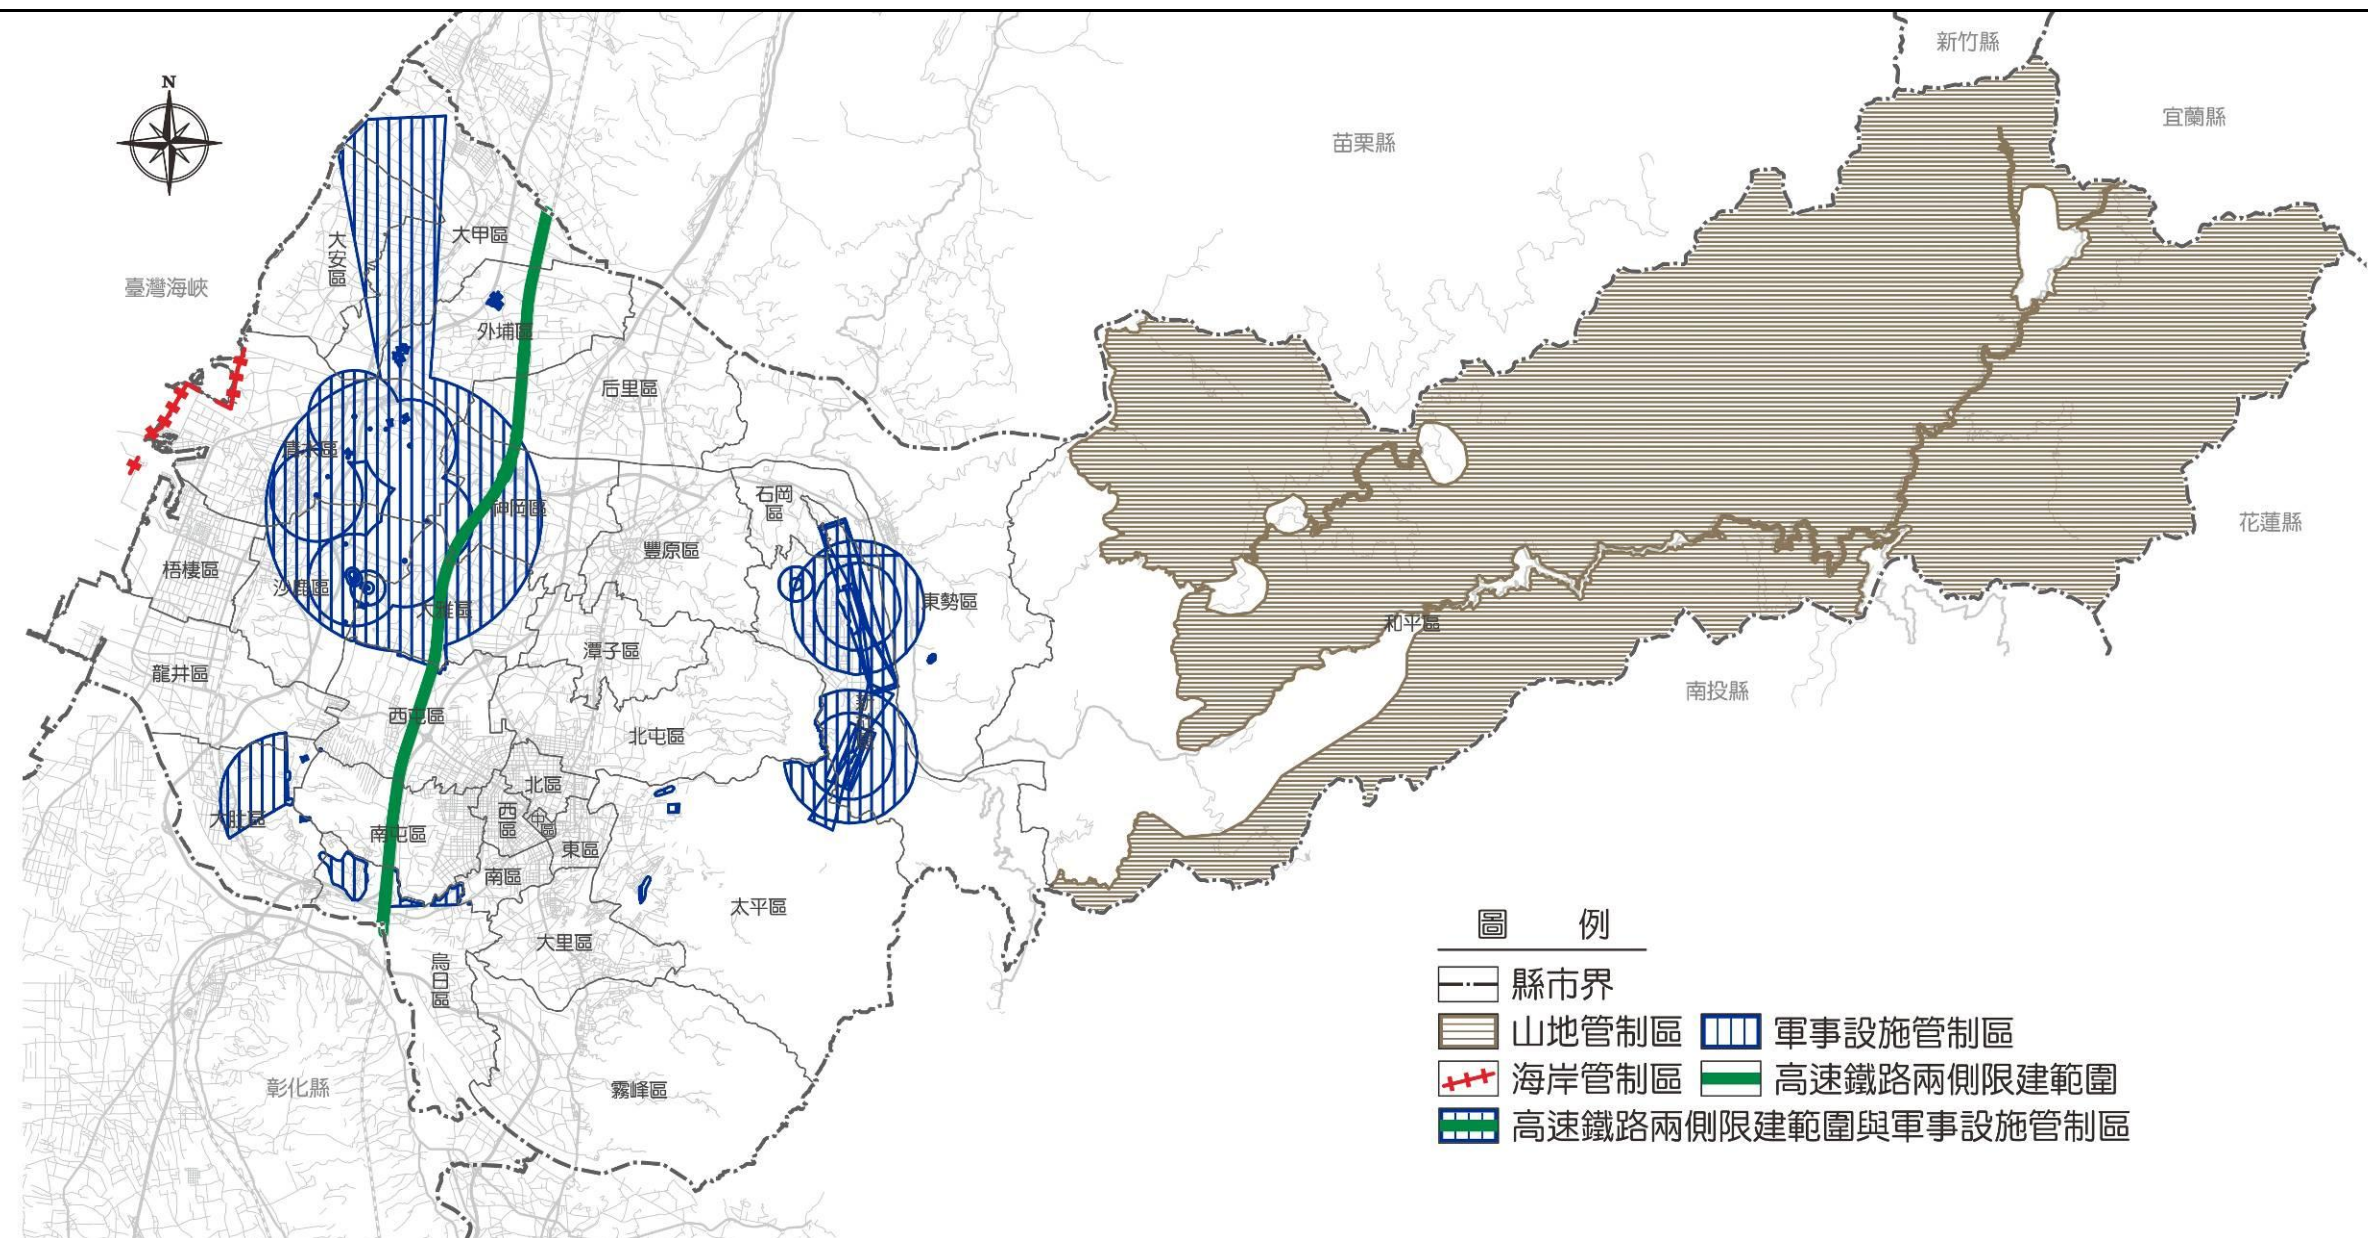 N
新竹縣
宜蘭縣
苗栗縣
大甲區
大安區
臺灣海峽
外埔區
后里區
清水區
石岡區
神岡區
花蓮縣
豐原區
梧棲區
沙鹿區
大雅區
東勢區
和平區
潭子區
龍井區
南投縣
新社區
西屯區
北屯區
北區
西區
中區
大肚區
南屯區
東區
南區
太平區
大里區
烏日區
彰化縣
霧峰區
圖 例
縣市界
山地管制區 軍事設施管制區
海岸管制區 高速鐵路兩側限建範圍
高速鐵路兩側限建範圍與軍事設施管制區